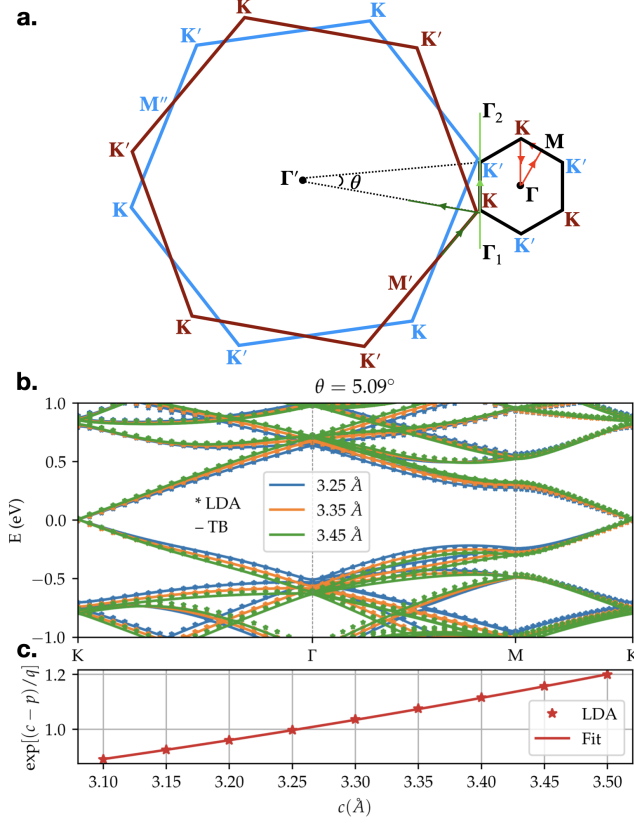 a.
K K
K′ K′
M′′
K′
Γ′ θ
K′
K
Γ₂
K M
K′
Γ
K
K′
Γ₁
K
M′
K K
K′ K′
b.
θ = 5.09°
E (eV)
1.0
0.5
0.0
−0.5
−1.0
* LDA
– TB
3.25 Å
3.35 Å
3.45 Å
K Γ M K
c.
exp[(c − p)/q]
1.2
1.0
LDA
Fit
3.10 3.15 3.20 3.25 3.30 3.35 3.40 3.45 3.50
c(Å)